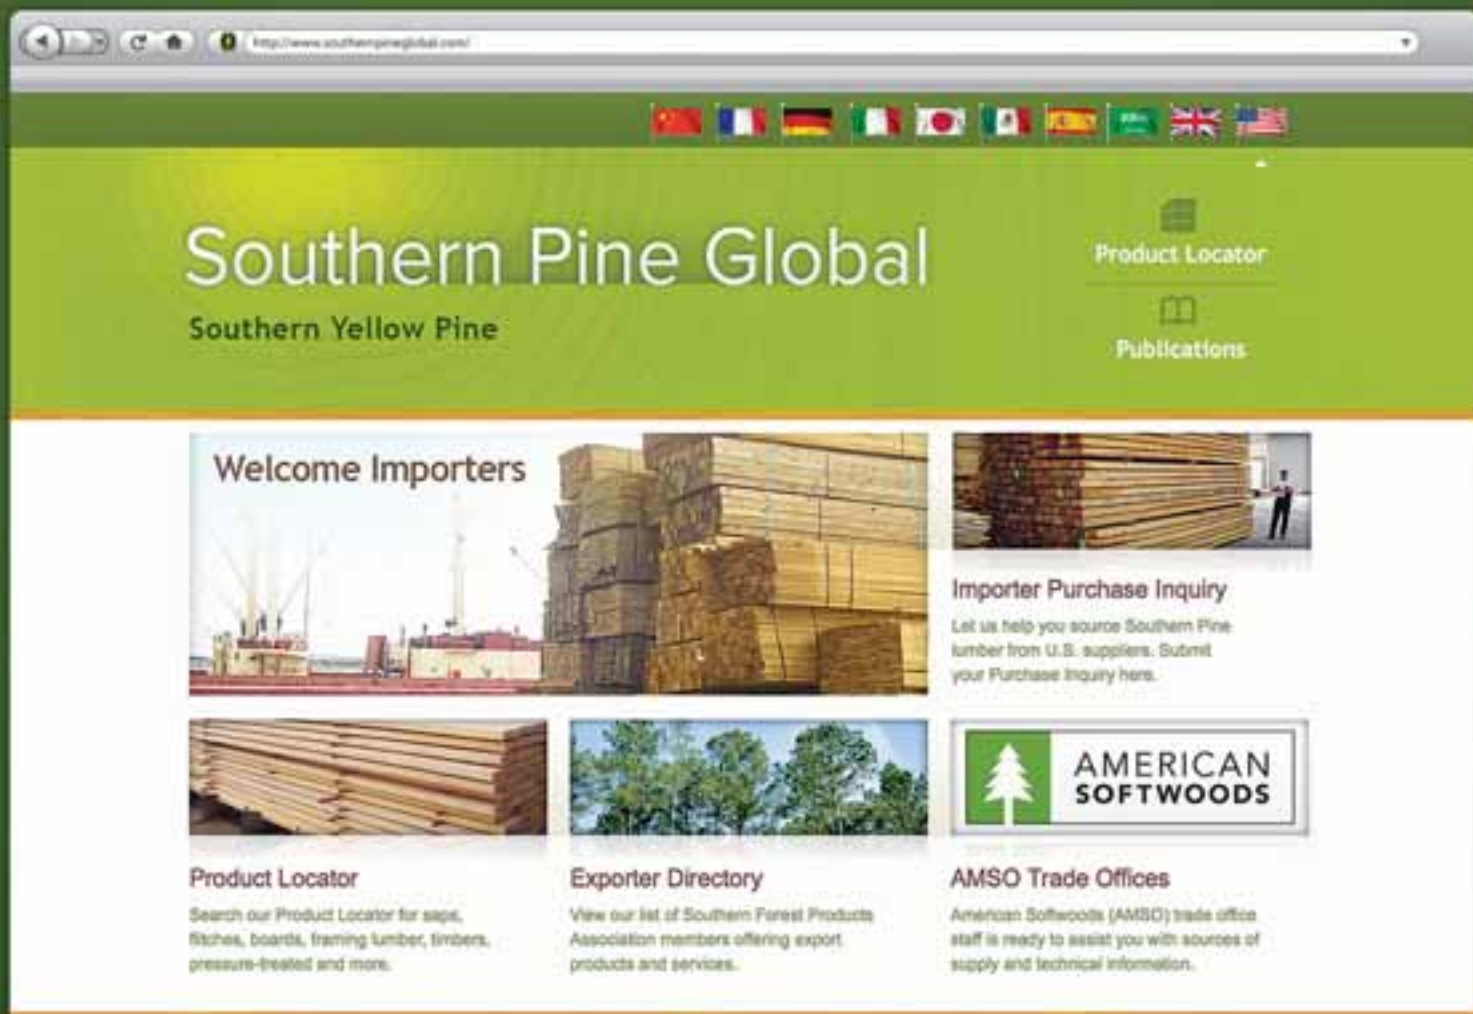 http://www.southernpineglobal.com/
Southern Pine Global
Southern Yellow Pine
Product Locator
Publications
Welcome Importers
Importer Purchase Inquiry
Let us help you source Southern Pine
lumber from U.S. suppliers. Submit
your Purchase Inquiry here.
Product Locator
Search our Product Locator for saps,
flitches, boards, framing lumber, timbers,
pressure-treated and more.
Exporter Directory
View our list of Southern Forest Products
Association members offering export
products and services.
AMERICAN
SOFTWOODS
AMSO Trade Offices
American Softwoods (AMSO) trade office
staff is ready to assist you with sources of
supply and technical information.